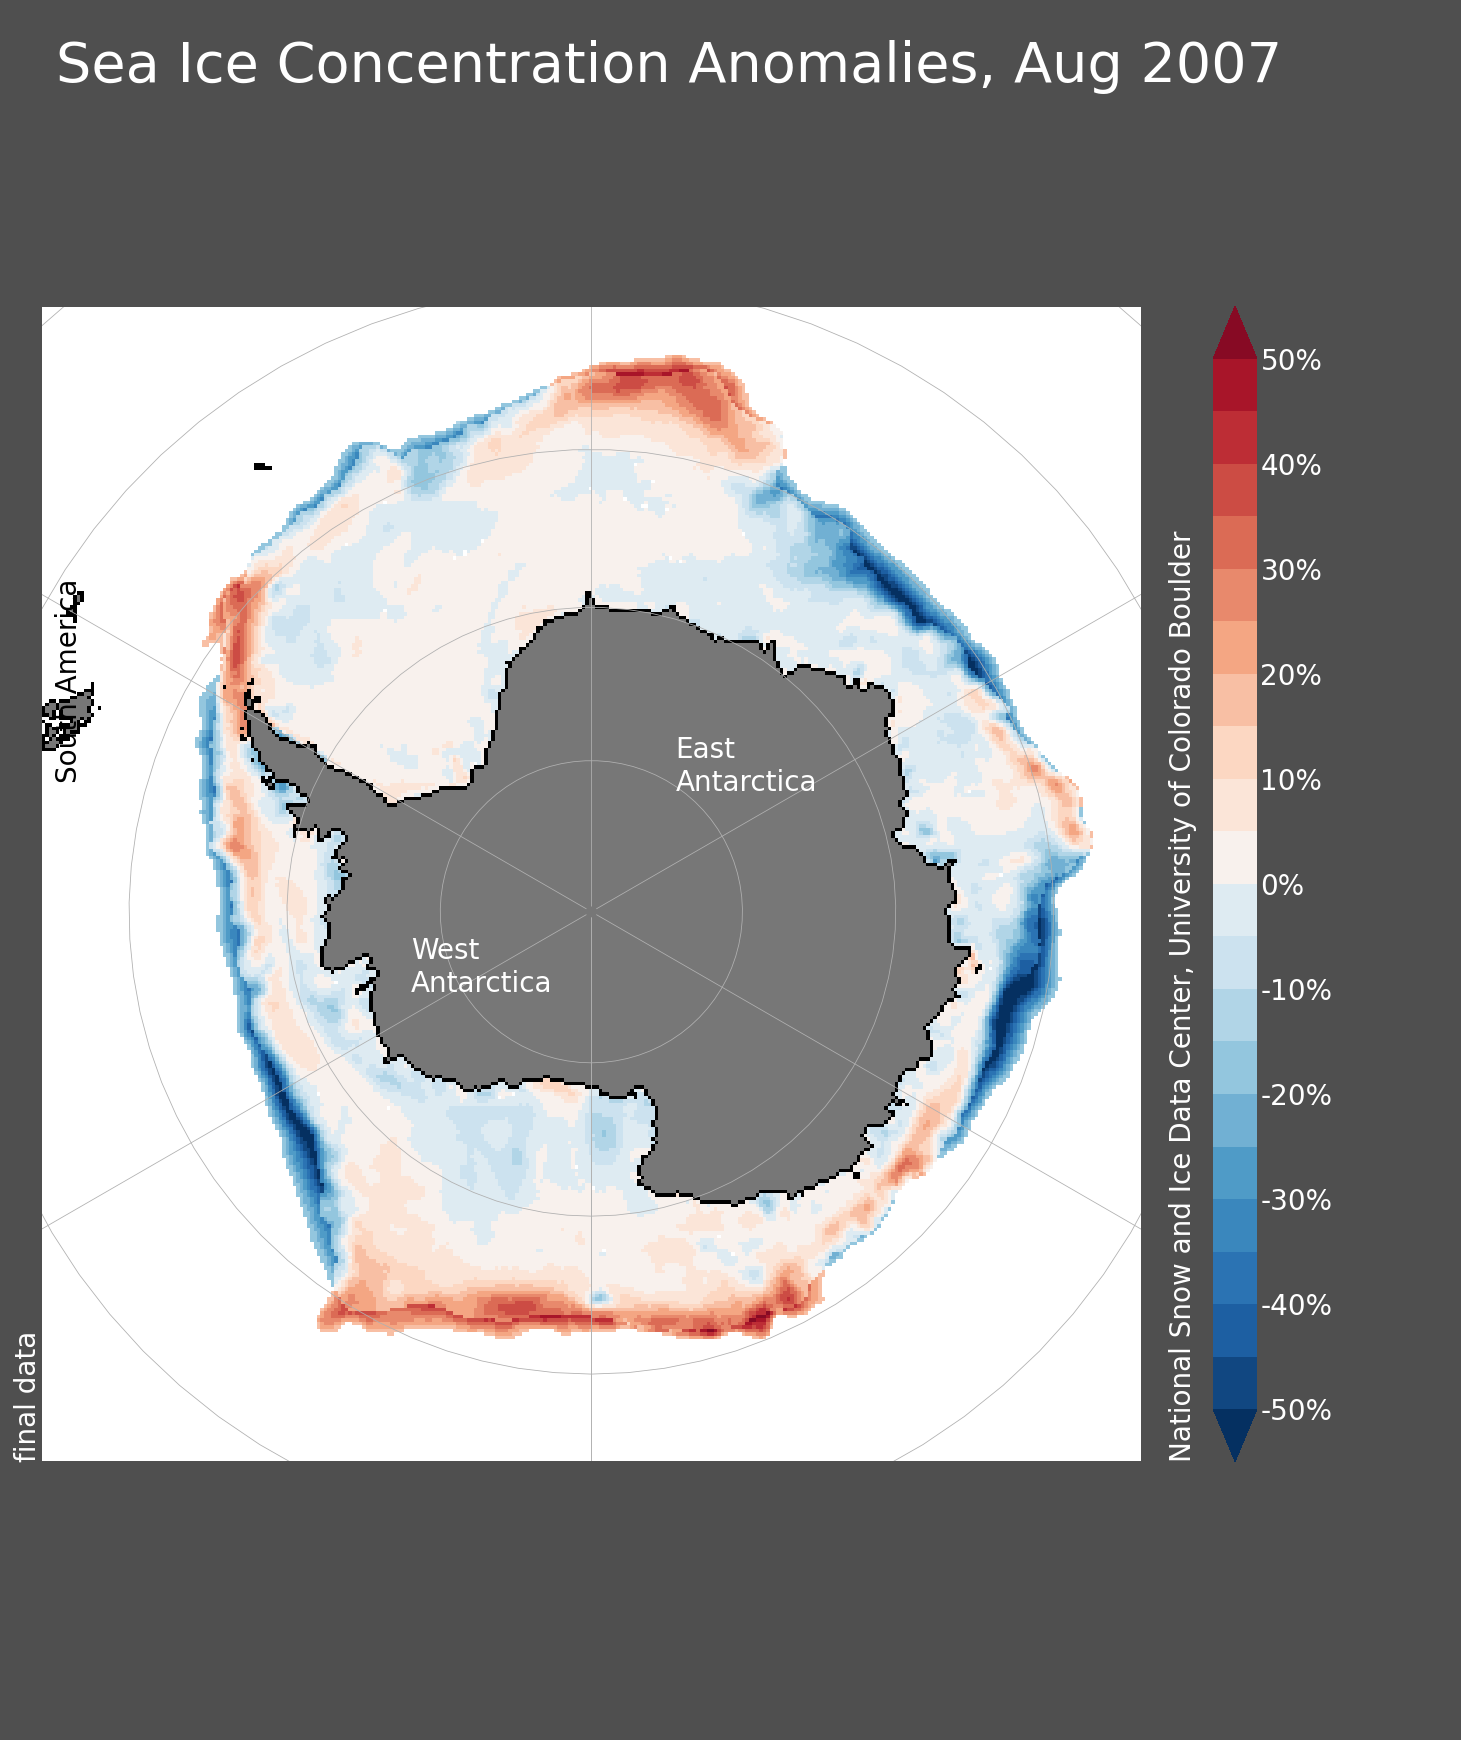 Sea Ice Concentration Anomalies, Aug 2007
South America
East
Antarctica
West
Antarctica
final data
National Snow and Ice Data Center, University of Colorado Boulder
50%
40%
30%
20%
10%
0%
-10%
-20%
-30%
-40%
-50%